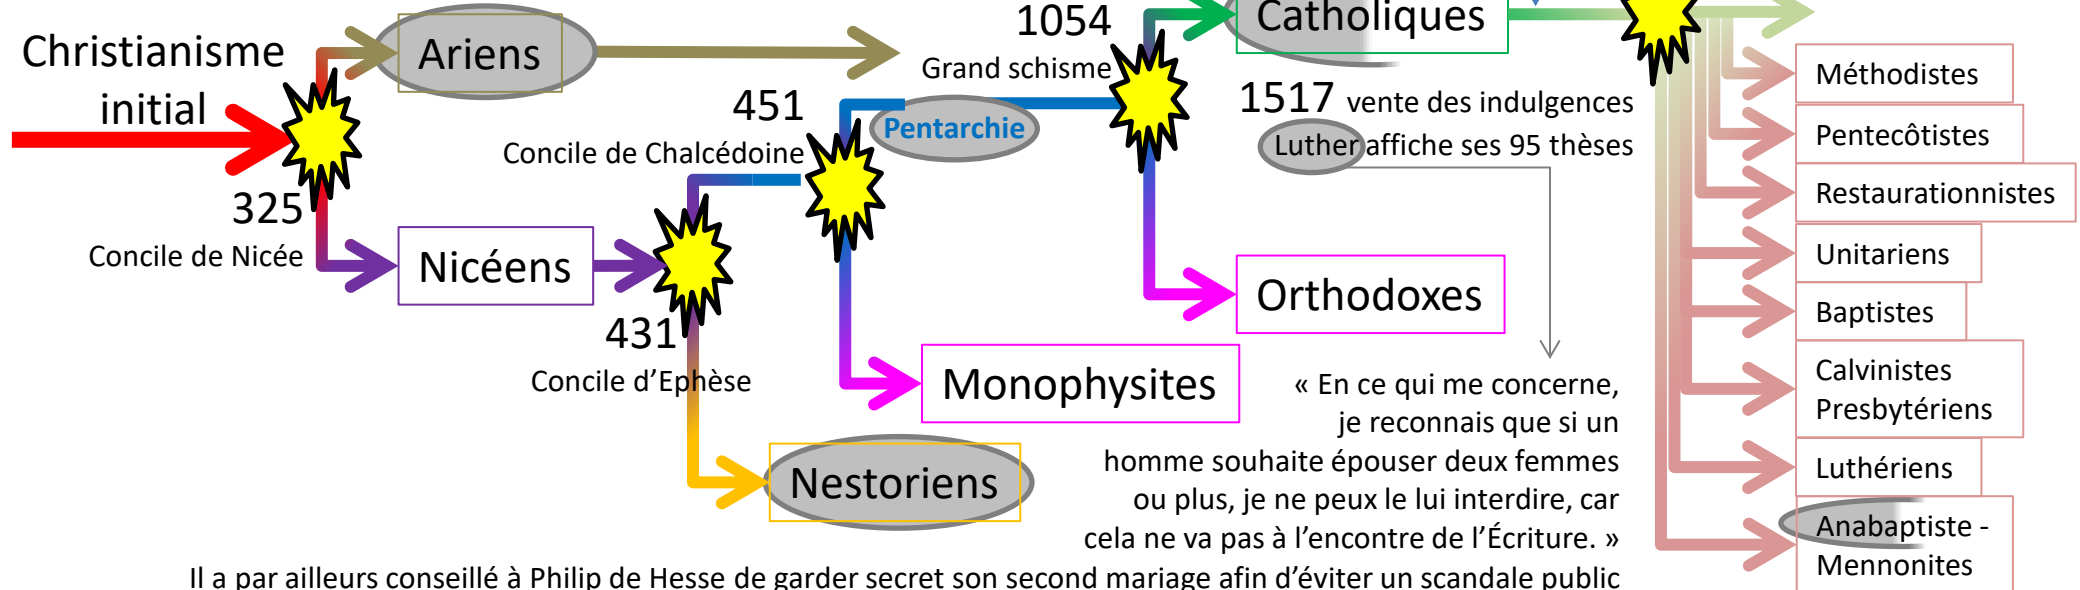 Christianisme
initial
Ariens
325
Concile de Nicée
Nicéens
431
Concile d’Ephèse
Nestoriens
451
Concile de Chalcédoine
Monophysites
Pentarchie
1054
Grand schisme
Catholiques
Orthodoxes
1517 vente des indulgences
Luther affiche ses 95 thèses
« En ce qui me concerne,
je reconnais que si un
homme souhaite épouser deux femmes
ou plus, je ne peux le lui interdire, car
cela ne va pas à l’encontre de l’Écriture. »
Il a par ailleurs conseillé à Philip de Hesse de garder secret son second mariage afin d’éviter un scandale public
Méthodistes
Pentecôtistes
Restaurationnistes
Unitariens
Baptistes
Calvinistes
Presbytériens
Luthériens
Anabaptiste -
Mennonites